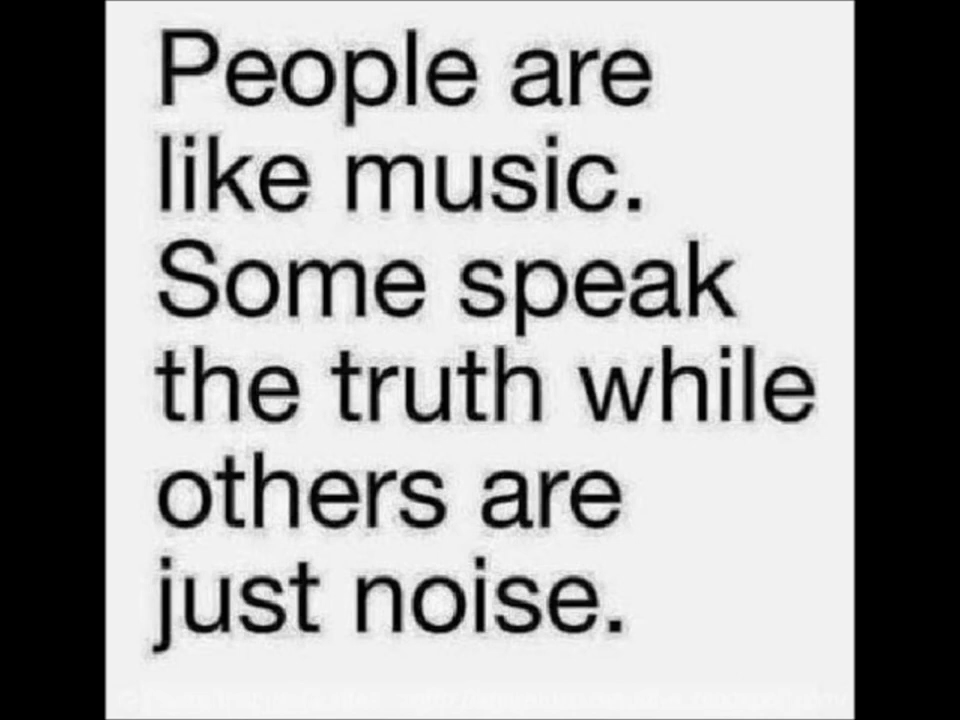 People are
like music.
Some speak
the truth while
others are
just noise.